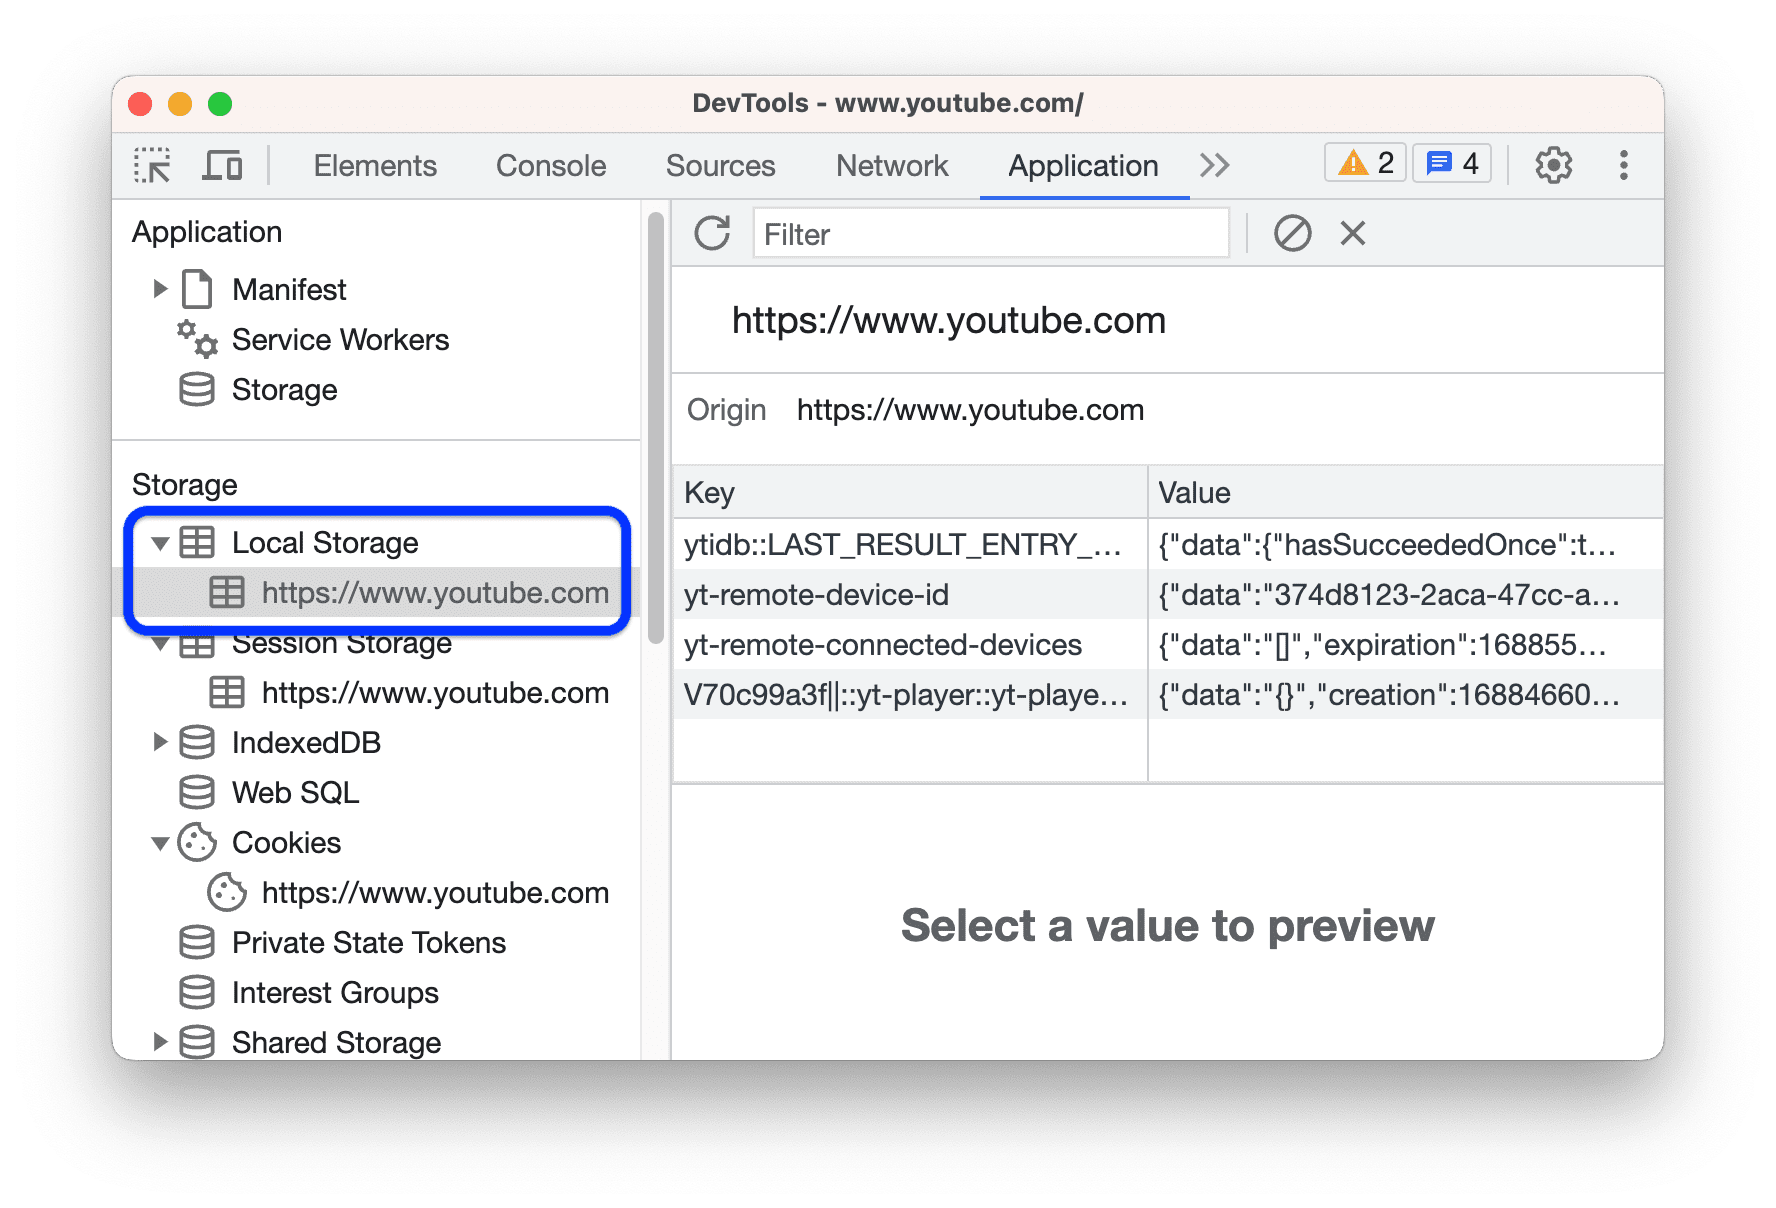 DevTools - www.youtube.com/
Elements Console Sources Network Application 2 4
Application
Manifest
Service Workers
Storage
Storage
Local Storage
https://www.youtube.com
Session Storage
https://www.youtube.com
IndexedDB
Web SQL
Cookies
https://www.youtube.com
Private State Tokens
Interest Groups
Shared Storage
Filter
https://www.youtube.com
Origin https://www.youtube.com
Key Value
ytidb::LAST_RESULT_ENTRY_… {"data":{"hasSucceededOnce":t…
yt-remote-device-id {"data":"374d8123-2aca-47cc-a…
yt-remote-connected-devices {"data":"[]","expiration":168855…
V70c99a3f||::yt-player::yt-playe… {"data":"{}","creation":16884660…
Select a value to preview